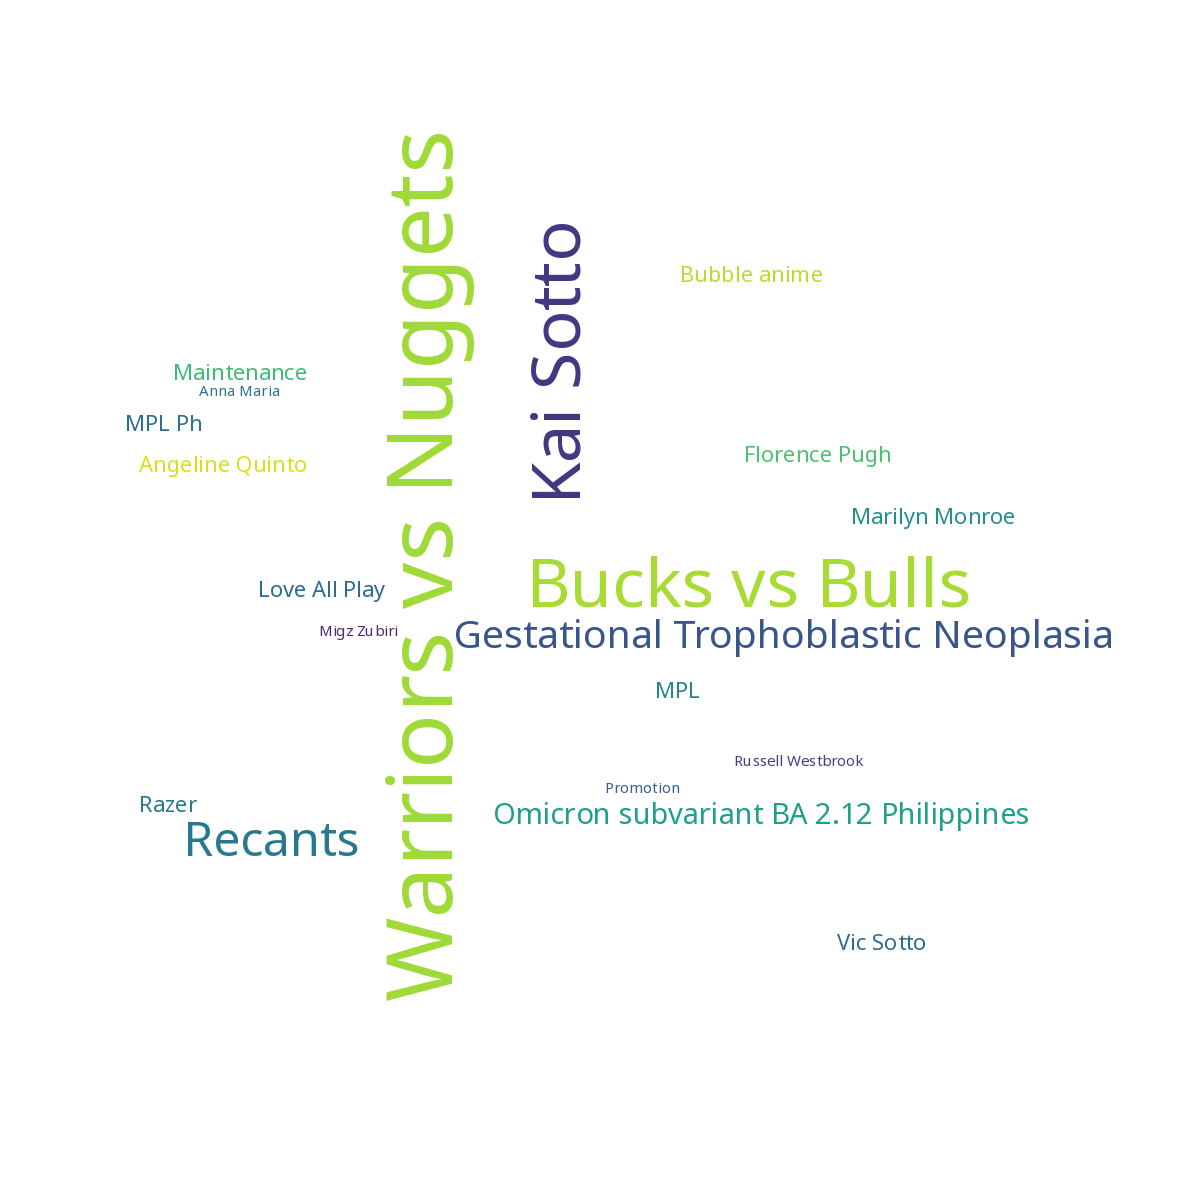 Warriors vs Nuggets
Kai Sotto
Bubble anime
Maintenance
Anna Maria
MPL Ph
Angeline Quinto
Florence Pugh
Marilyn Monroe
Bucks vs Bulls
Love All Play
Migz Zubiri
Gestational Trophoblastic Neoplasia
MPL
Russell Westbrook
Promotion
Razer
Omicron subvariant BA 2.12 Philippines
Recants
Vic Sotto